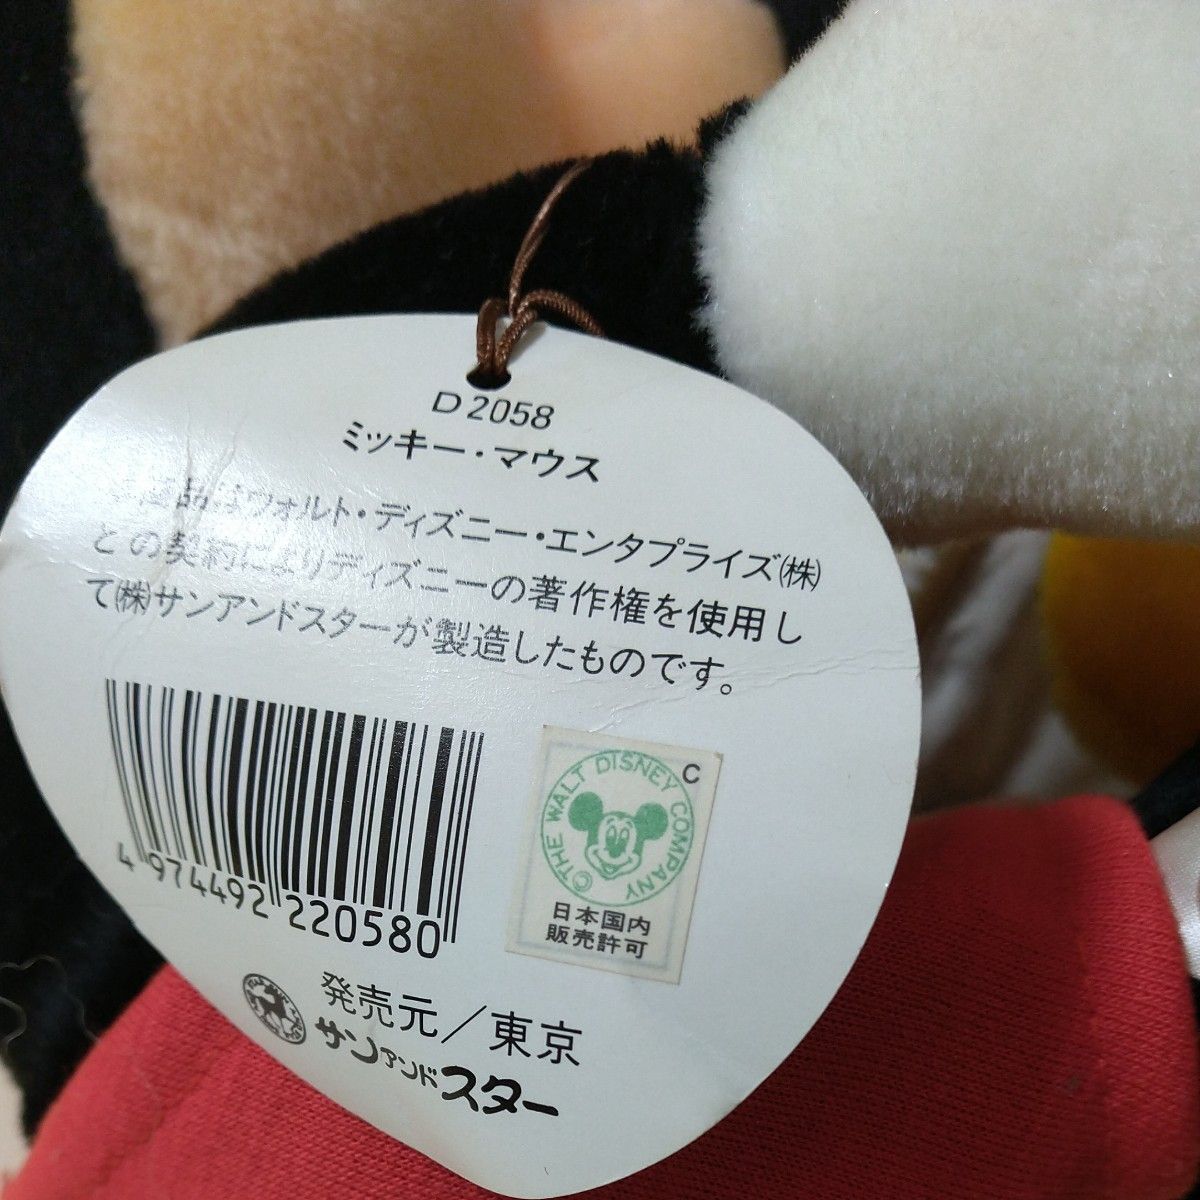 D2058
ミッキー・マウス
製品はウォルト・ディズニー・エンタプライズ(株)
との契約によりディズニーの著作権を使用し
て(株)サンアンドスターが製造したものです。
4 974492 220580
C
©THE WALT DISNEY COMPANY
日本国内
販売許可
発売元/東京
サンアンドスター